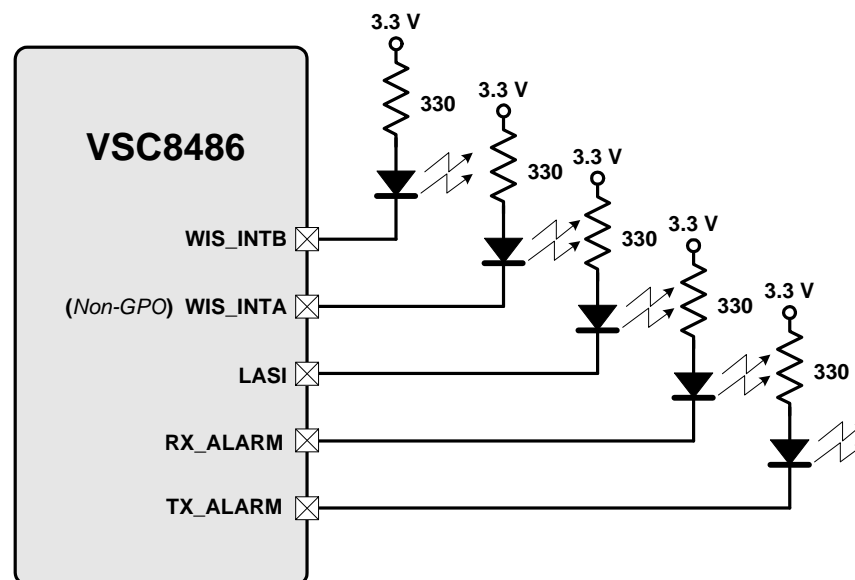 3.3 V
330
3.3 V
330
3.3 V
330
3.3 V
330
3.3 V
330
VSC8486
WIS_INTB
(Non-GPO) WIS_INTA
LASI
RX_ALARM
TX_ALARM